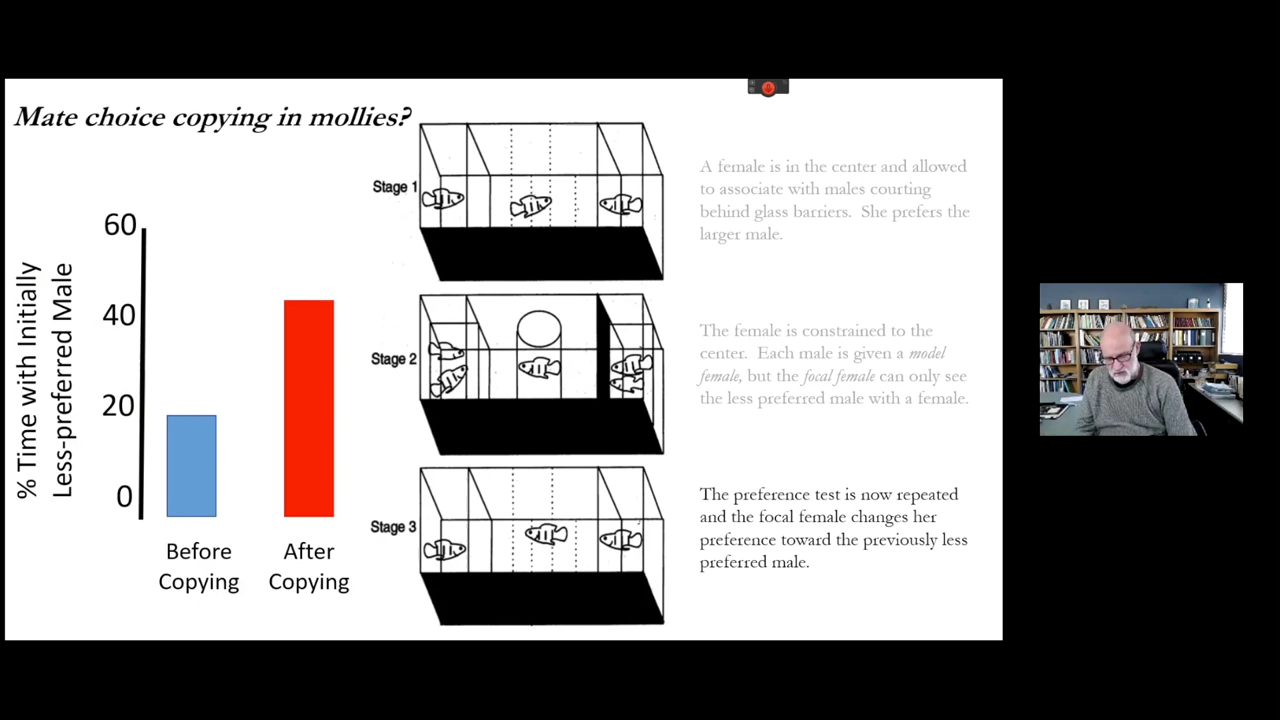 Mate choice copying in mollies?
% Time with Initially
Less-preferred Male
60
40
20
0
Before
Copying
After
Copying
Stage 1
Stage 2
Stage 3
A female is in the center and allowed
to associate with males courting
behind glass barriers. She prefers the
larger male.
The female is constrained to the
center. Each male is given a model
female, but the focal female can only see
the less preferred male with a female.
The preference test is now repeated
and the focal female changes her
preference toward the previously less
preferred male.